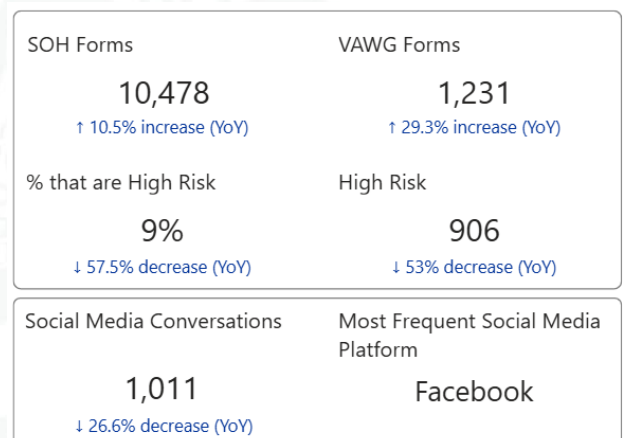 SOH Forms
VAWG Forms
10,478
1,231
↑ 10.5% increase (YoY)
↑ 29.3% increase (YoY)
% that are High Risk
High Risk
9%
906
↓ 57.5% decrease (YoY)
↓ 53% decrease (YoY)
Social Media Conversations
Most Frequent Social Media
Platform
1,011
Facebook
↓ 26.6% decrease (YoY)